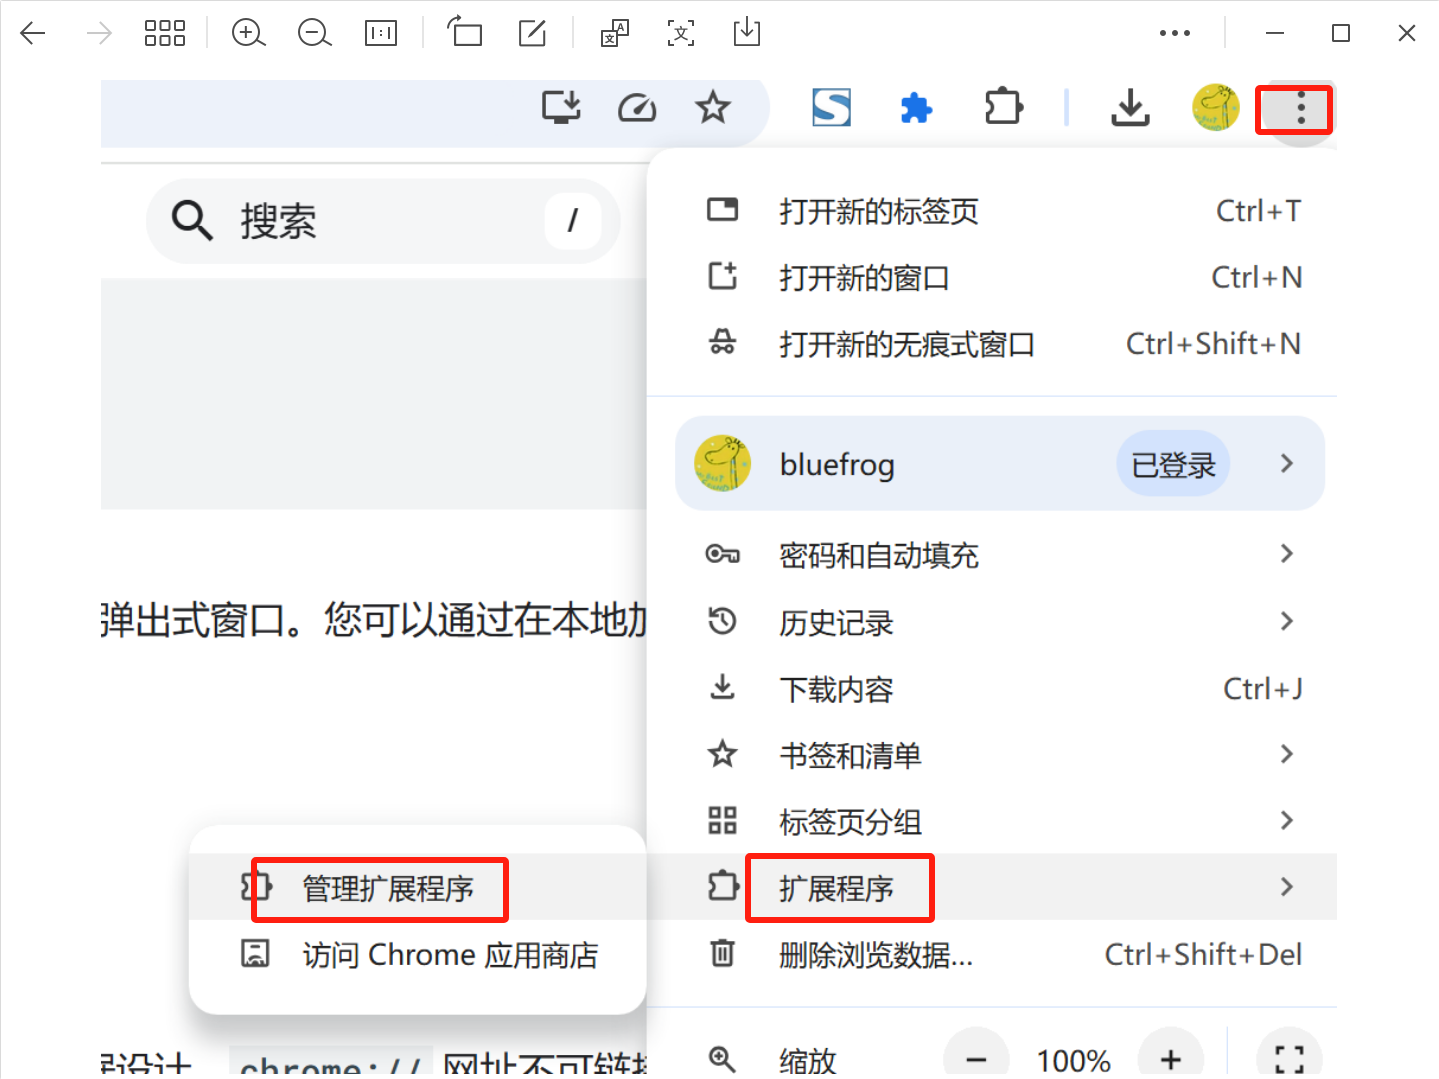 搜索
/
打开新的标签页 Ctrl+T
打开新的窗口 Ctrl+N
打开新的无痕式窗口 Ctrl+Shift+N
bluefrog 已登录
密码和自动填充
历史记录
下载内容 Ctrl+J
书签和清单
标签页分组
扩展程序
删除浏览数据... Ctrl+Shift+Del
缩放 − 100% +
弹出式窗口。您可以通过在本地加
管理扩展程序
访问 Chrome 应用商店
设计 chrome:// 网址不可链接